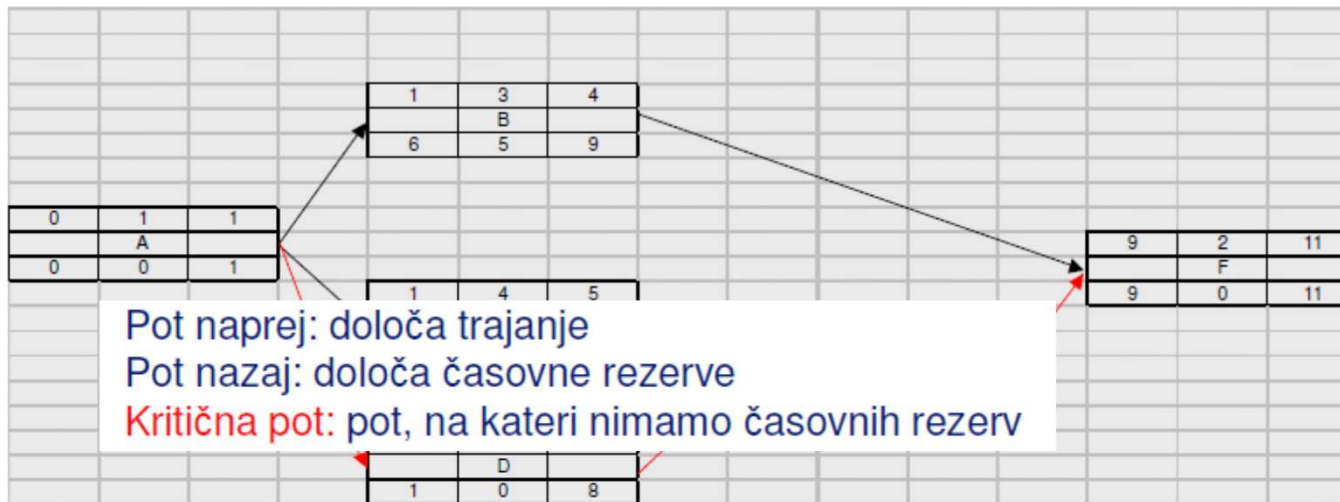 1 3 4
B
6 5 9
0 1 1
A
0 0 1
9 2 11
F
9 0 11
1 4 5
Pot naprej: določa trajanje
Pot nazaj: določa časovne rezerve
Kritična pot: pot, na kateri nimamo časovnih rezerv
D
1 0 8